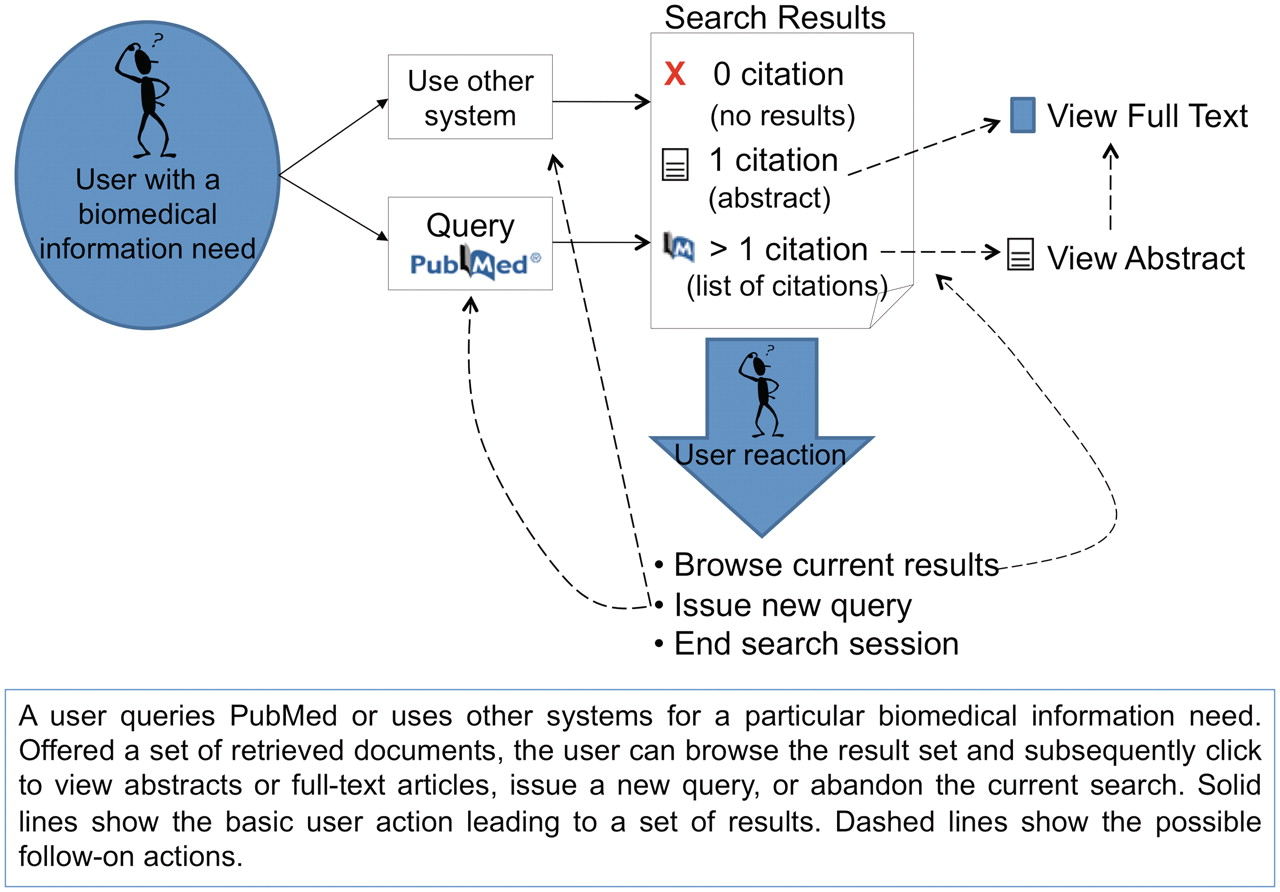 Search Results
?
User with a
biomedical
information need
Use other
system
Query
PubMed®
X 0 citation
(no results)
1 citation
(abstract)
M > 1 citation
(list of citations)
View Full Text
View Abstract
?
User reaction
• Browse current results
• Issue new query
• End search session
A user queries PubMed or uses other systems for a particular biomedical information need.
Offered a set of retrieved documents, the user can browse the result set and subsequently click
to view abstracts or full-text articles, issue a new query, or abandon the current search. Solid
lines show the basic user action leading to a set of results. Dashed lines show the possible
follow-on actions.